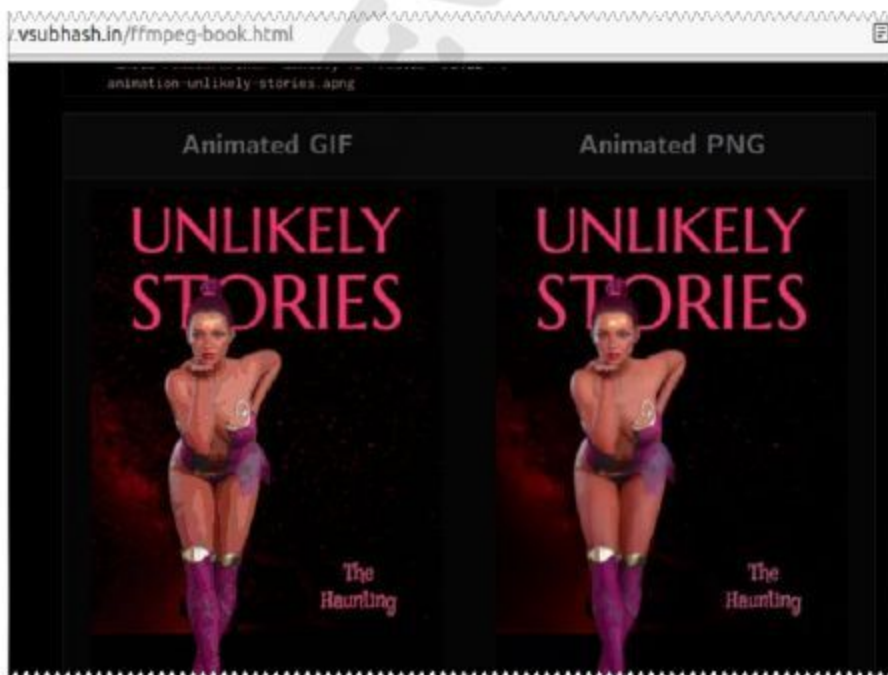 vsubhash.in/ffmpeg-book.html
animation-unlikely-stories.apng
Animated GIF
Animated PNG
UNLIKELY
STORIES
The
Haunting
UNLIKELY
STORIES
The
Haunting